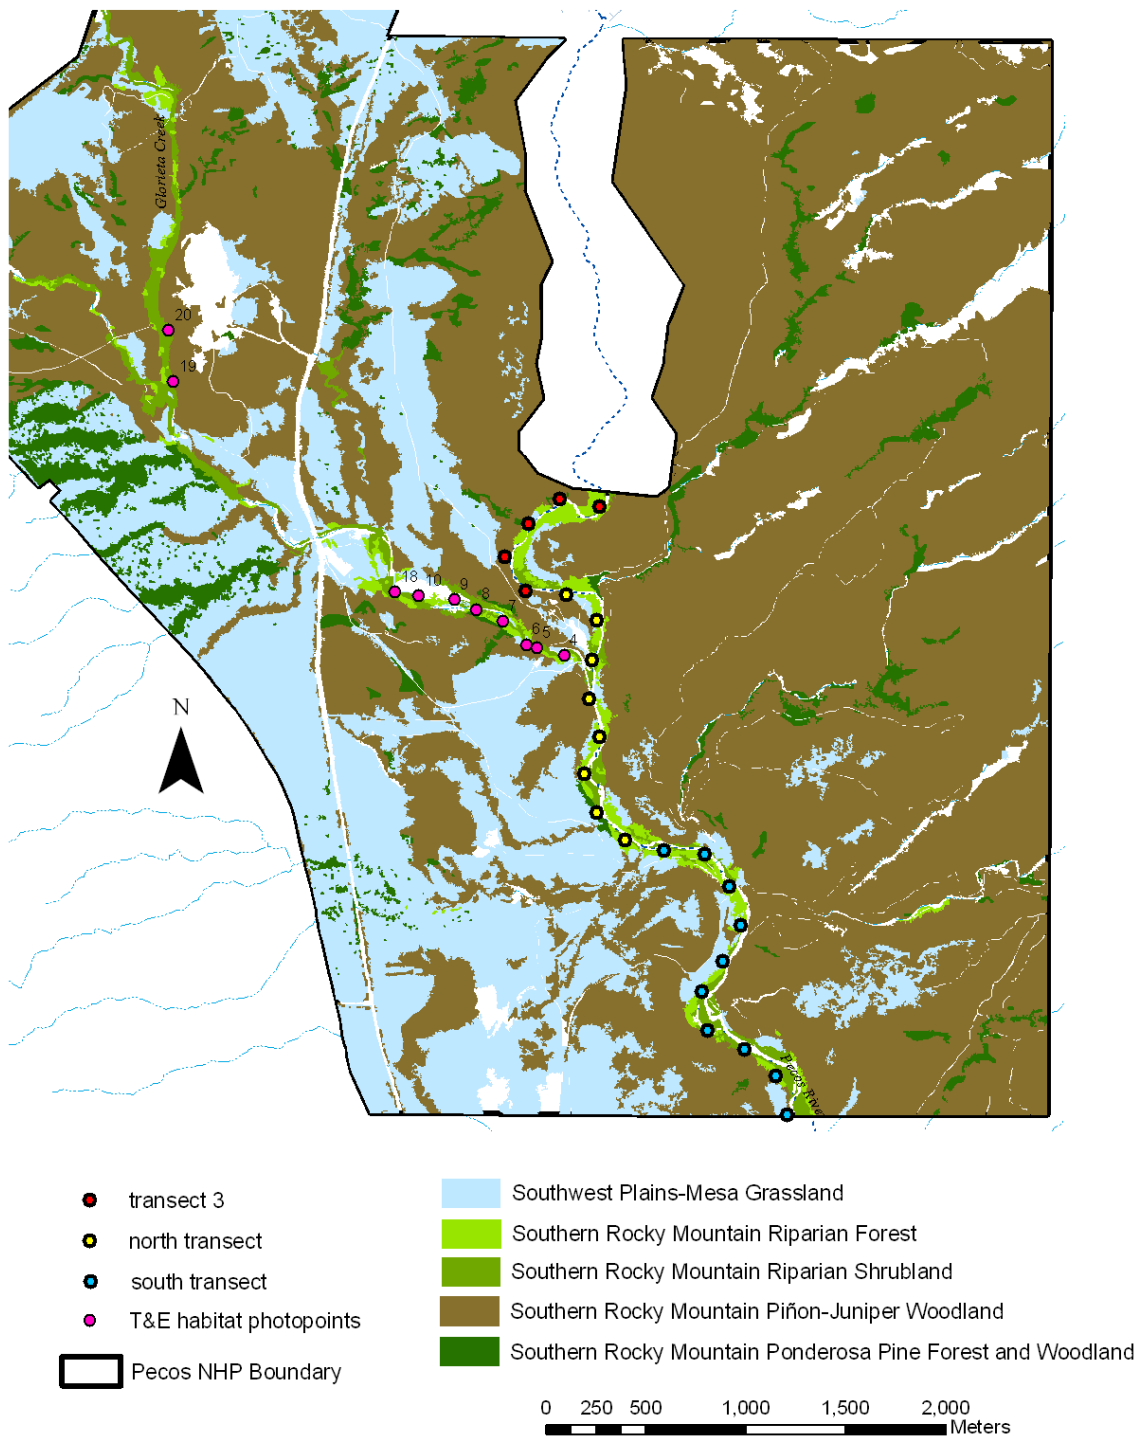 Glorieta Creek
20
19
18
10
9
8
7
6
5
4
N
Pecos River
transect 3
north transect
south transect
T&E habitat photopoints
Pecos NHP Boundary
Southwest Plains-Mesa Grassland
Southern Rocky Mountain Riparian Forest
Southern Rocky Mountain Riparian Shrubland
Southern Rocky Mountain Piñon-Juniper Woodland
Southern Rocky Mountain Ponderosa Pine Forest and Woodland
0 250 500 1,000 1,500 2,000
Meters